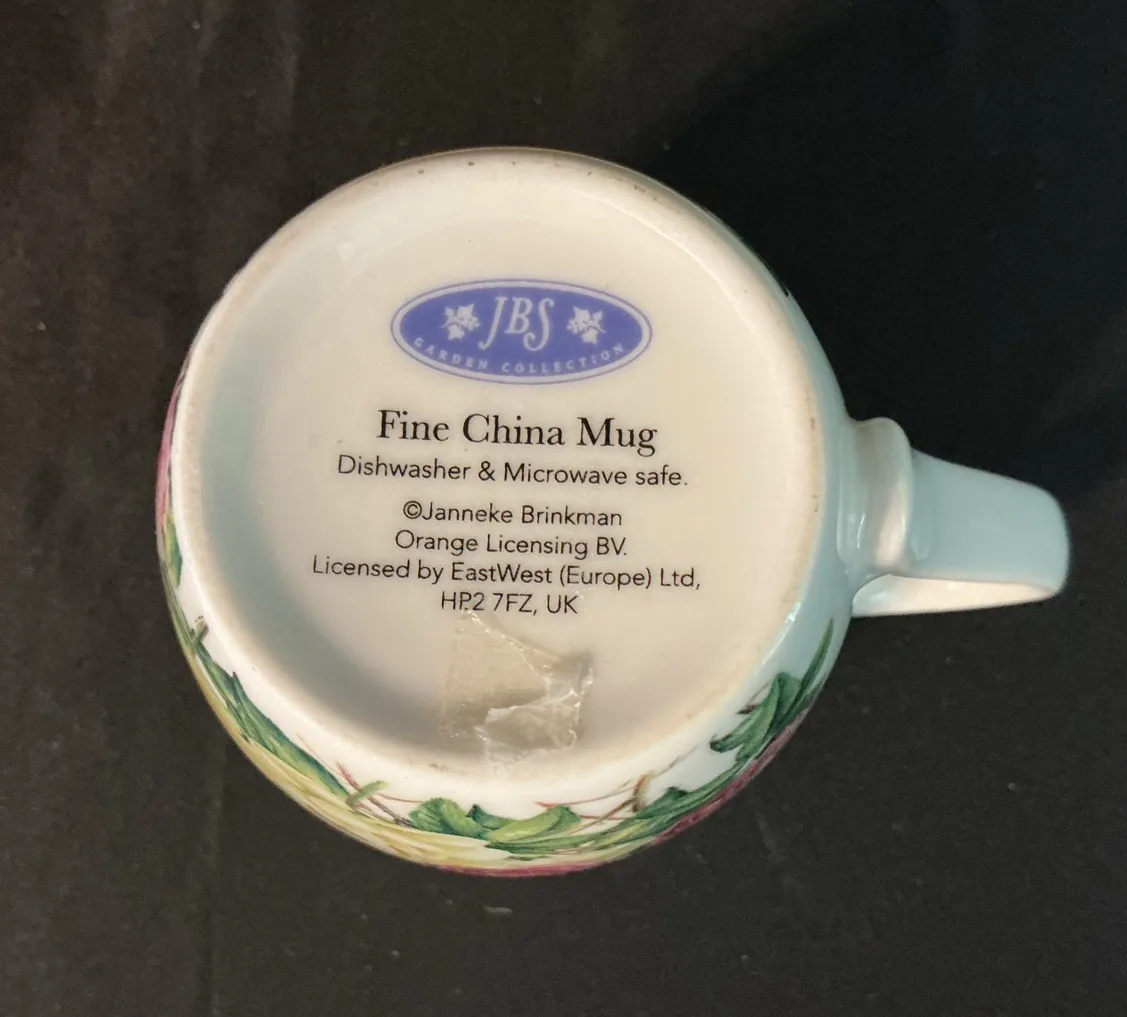 JBS
GARDEN COLLECTION
Fine China Mug
Dishwasher & Microwave safe.
©Janneke Brinkman
Orange Licensing BV.
Licensed by EastWest (Europe) Ltd,
HP2 7FZ, UK